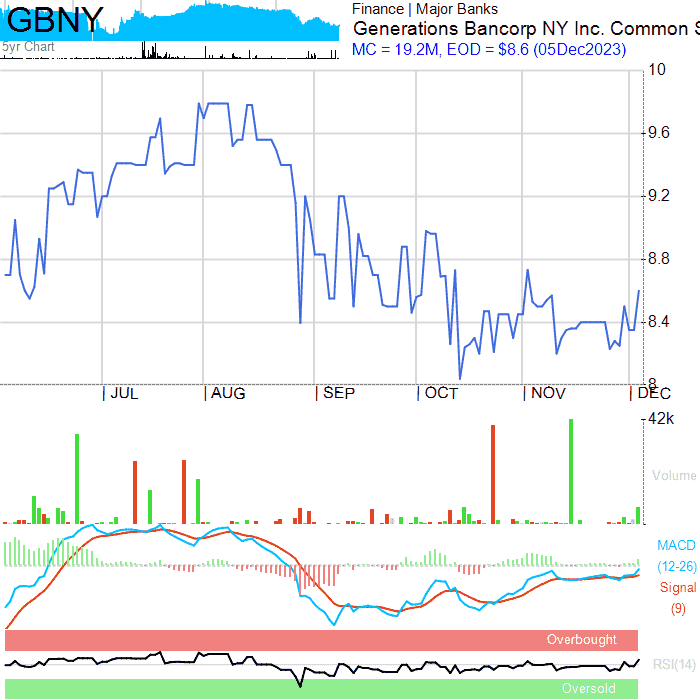 GBNY
5yr Chart
Finance | Major Banks
Generations Bancorp NY Inc. Common S
MC = 19.2M, EOD = $8.6 (05Dec2023)
10
9.6
9.2
8.8
8.4
8
JUL
AUG
SEP
OCT
NOV
DEC
42k
Volume
MACD
(12-26)
Signal
(9)
Overbought
RSI(14)
Oversold